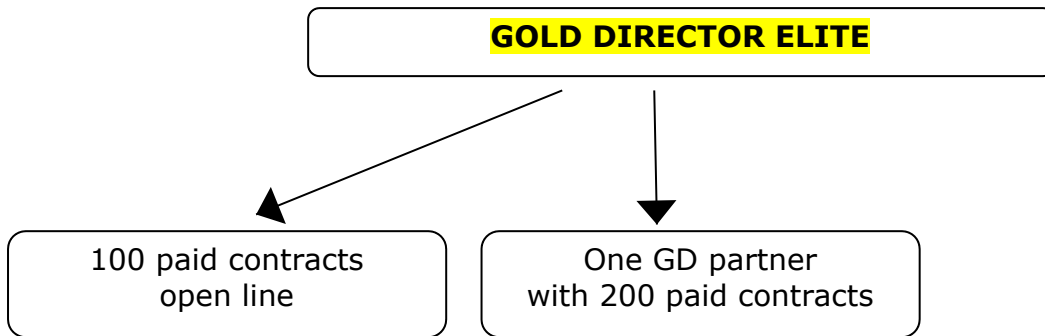 GOLD DIRECTOR ELITE
100 paid contracts
open line
One GD partner
with 200 paid contracts